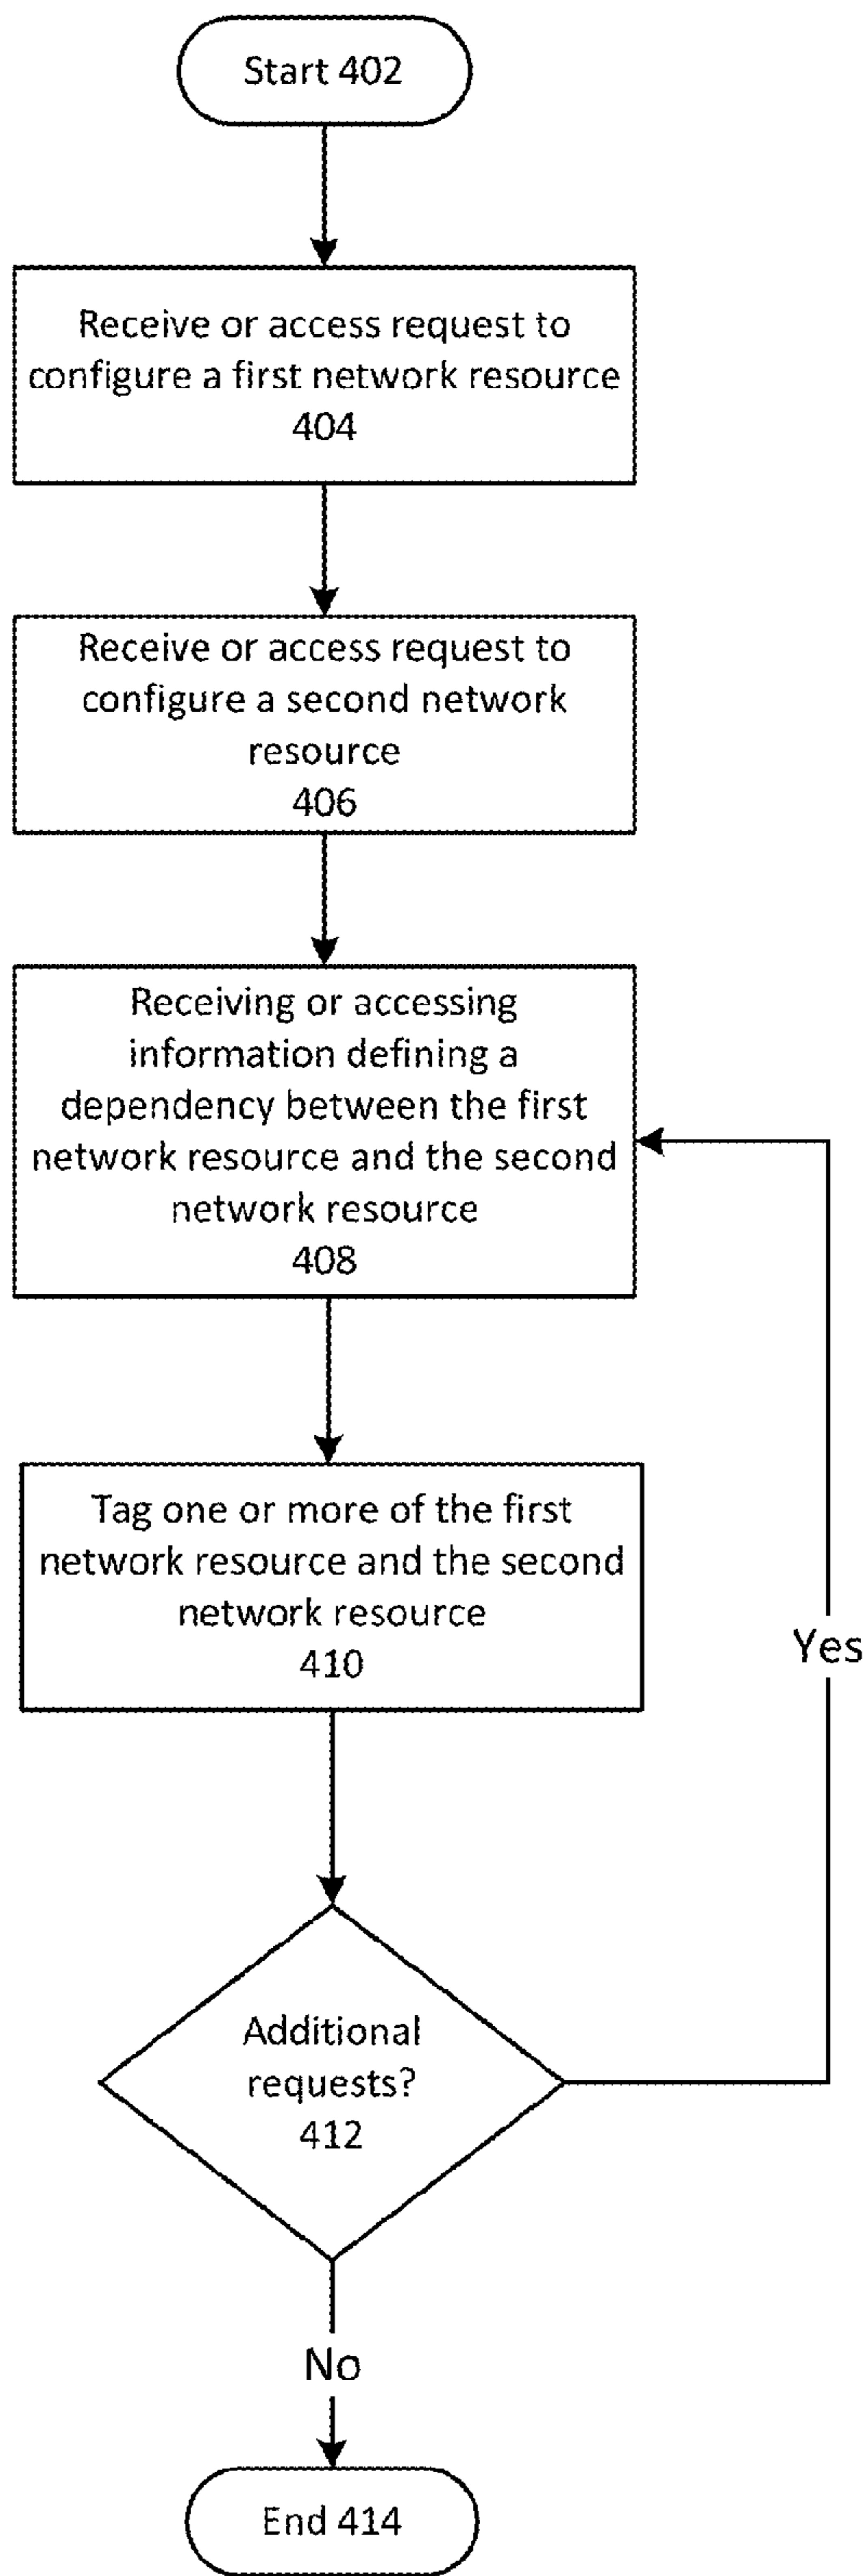 Start 402
Receive or access request to
configure a first network resource
404
Receive or access request to
configure a second network
resource
406
Receiving or accessing
information defining a
dependency between the first
network resource and the second
network resource
408
Tag one or more of the first
network resource and the second
network resource
410
Yes
Additional
requests?
412
No
End 414